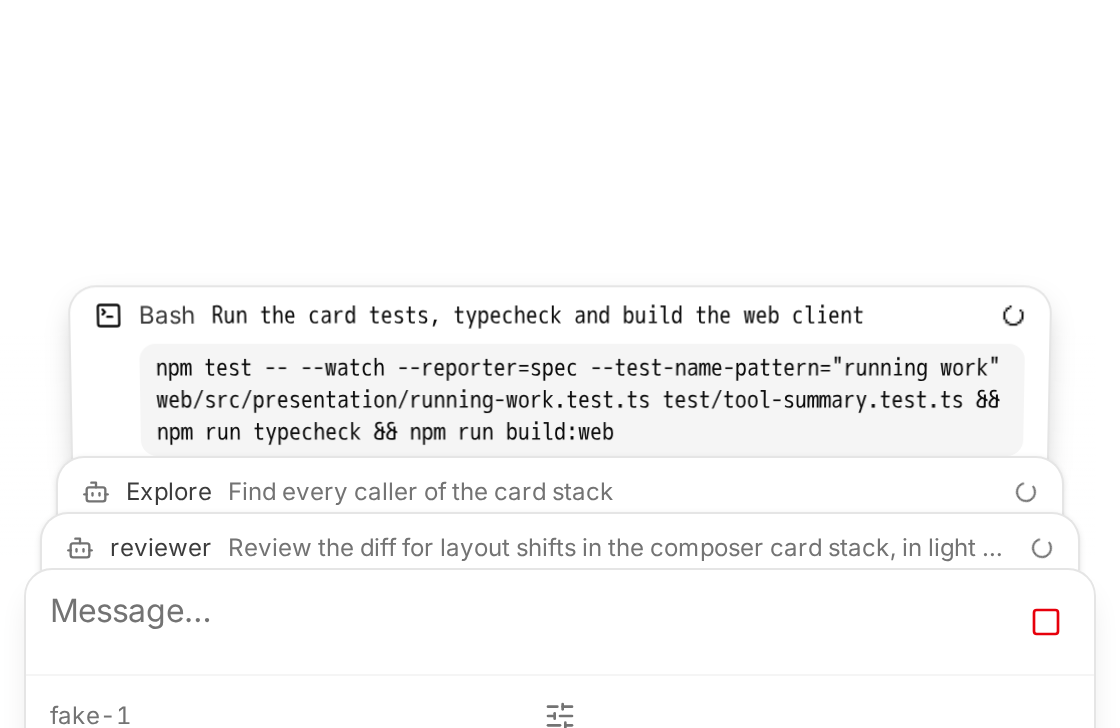 Bash Run the card tests, typecheck and build the web client
npm test -- --watch --reporter=spec --test-name-pattern="running work"
web/src/presentation/running-work.test.ts test/tool-summary.test.ts &&
npm run typecheck && npm run build:web
Explore Find every caller of the card stack
reviewer Review the diff for layout shifts in the composer card stack, in light ...
Message...
fake-1